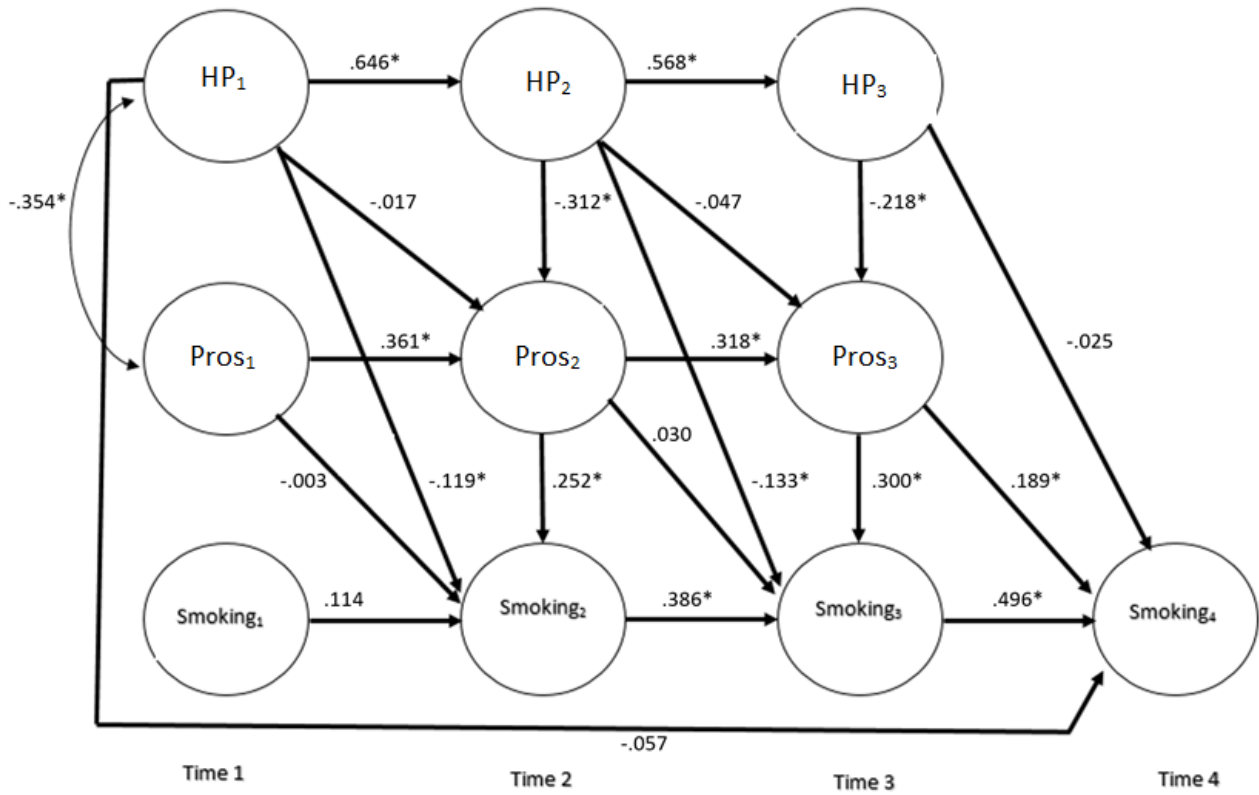 HP₁
.646*
HP₂
.568*
HP₃
-.354*
-.017
-.312*
-.047
-.218*
-.025
Pros₁
.361*
Pros₂
.318*
Pros₃
-.003
-.119*
.252*
.030
-.133*
.300*
.189*
Smoking₁
.114
Smoking₂
.386*
Smoking₃
.496*
Smoking₄
-.057
Time 1
Time 2
Time 3
Time 4